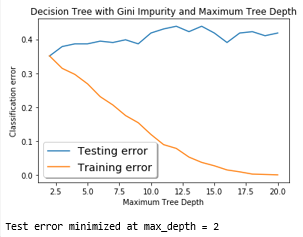 Decision Tree with Gini Impurity and Maximum Tree Depth
Classification error
0.4
0.3
0.2
0.1
0.0
Testing error
Training error
2.5 5.0 7.5 10.0 12.5 15.0 17.5 20.0
Maximum Tree Depth
Test error minimized at max_depth = 2